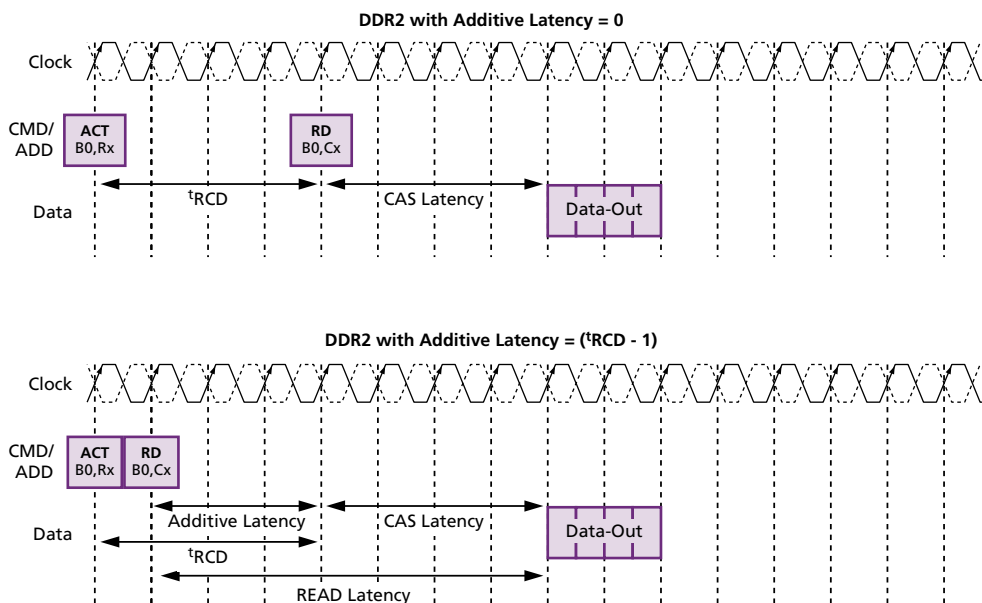 DDR2 with Additive Latency = 0
Clock
CMD/
ADD
ACT
B0,Rx
RD
B0,Cx
tRCD
CAS Latency
Data
Data-Out
DDR2 with Additive Latency = (tRCD - 1)
Clock
CMD/
ADD
ACT
B0,Rx
RD
B0,Cx
Additive Latency
CAS Latency
Data
Data-Out
tRCD
READ Latency